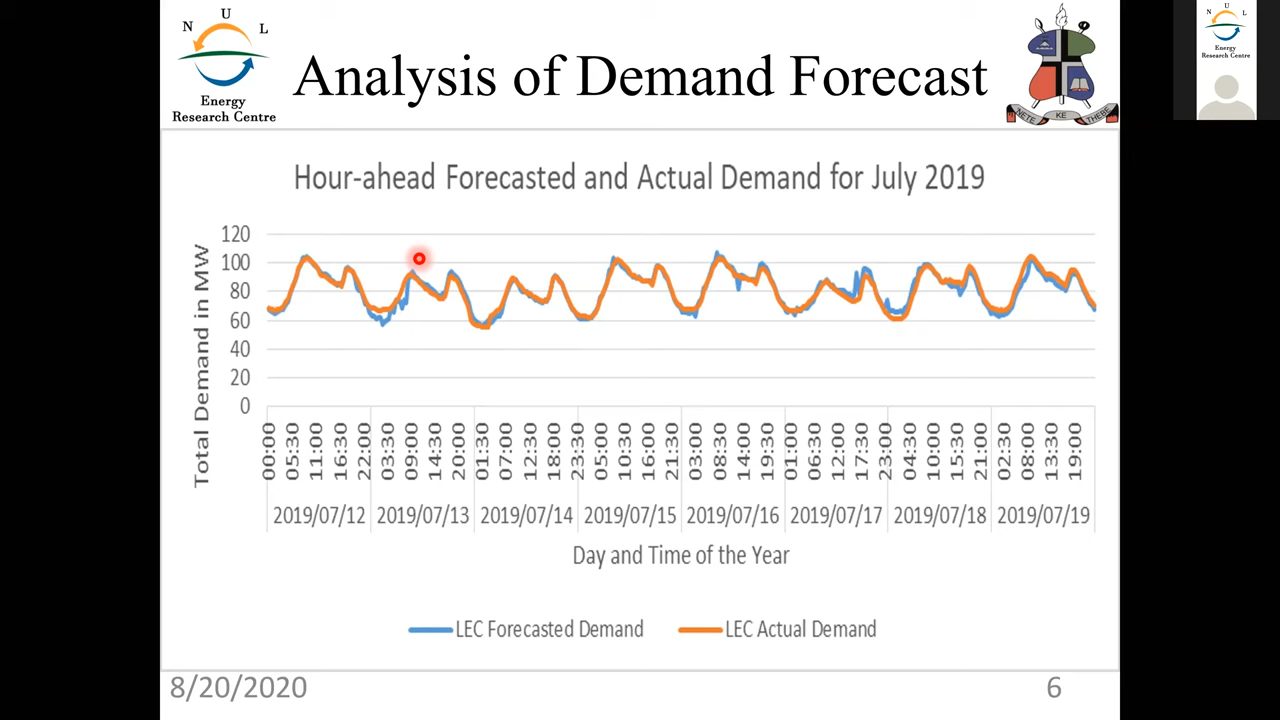 N U L
Energy
Research Centre
Analysis of Demand Forecast
NETE KE THEBE
N U L
Energy
Research Centre
Hour-ahead Forecasted and Actual Demand for July 2019
Total Demand in MW
120
100
80
60
40
20
0
00:00 05:30 11:00 16:30 22:00 03:30 09:00 14:30 20:00 01:30 07:00 12:30 18:00 23:30 05:00 10:30 16:00 21:30 03:00 08:30 14:00 19:30 01:00 06:30 12:00 17:30 23:00 04:30 10:00 15:30 21:00 02:30 08:00 13:30 19:00
2019/07/12 2019/07/13 2019/07/14 2019/07/15 2019/07/16 2019/07/17 2019/07/18 2019/07/19
Day and Time of the Year
LEC Forecasted Demand LEC Actual Demand
8/20/2020 6